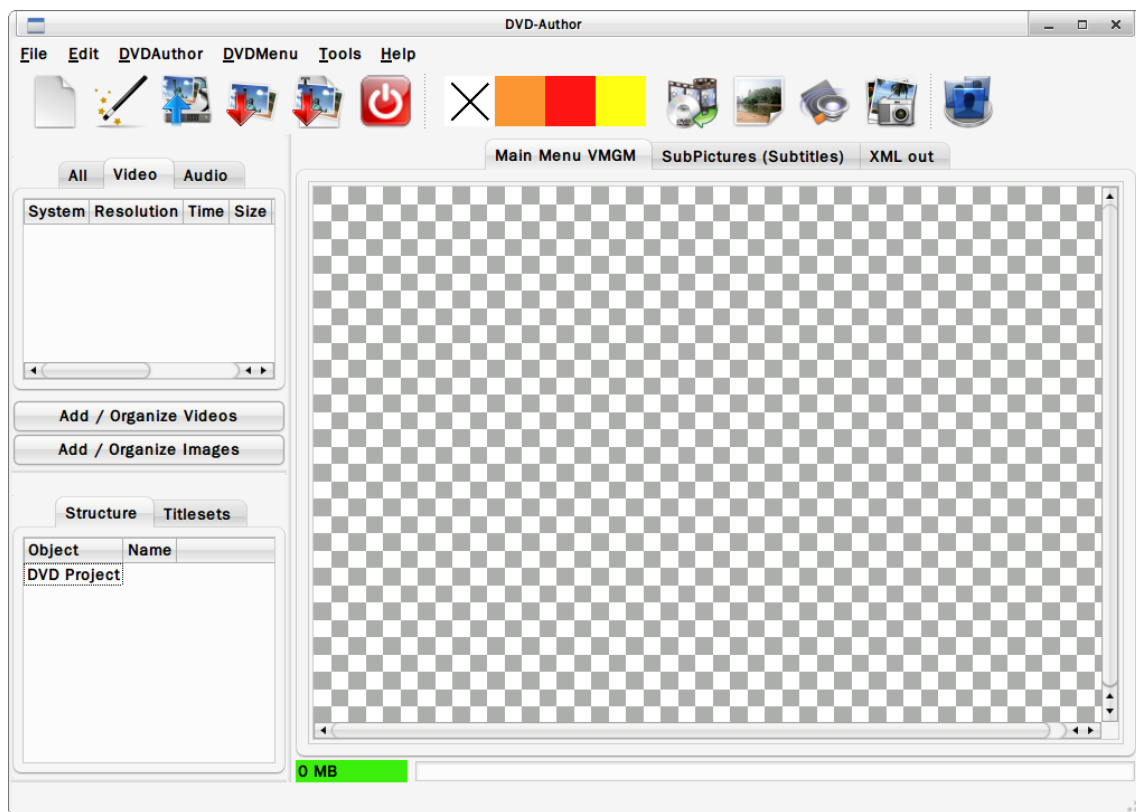 DVD-Author
File Edit DVDAuthor DVDMenu Tools Help
All Video Audio
System Resolution Time Size
Add / Organize Videos
Add / Organize Images
Structure Titlesets
Object Name
DVD Project
Main Menu VMGM SubPictures (Subtitles) XML out
0 MB